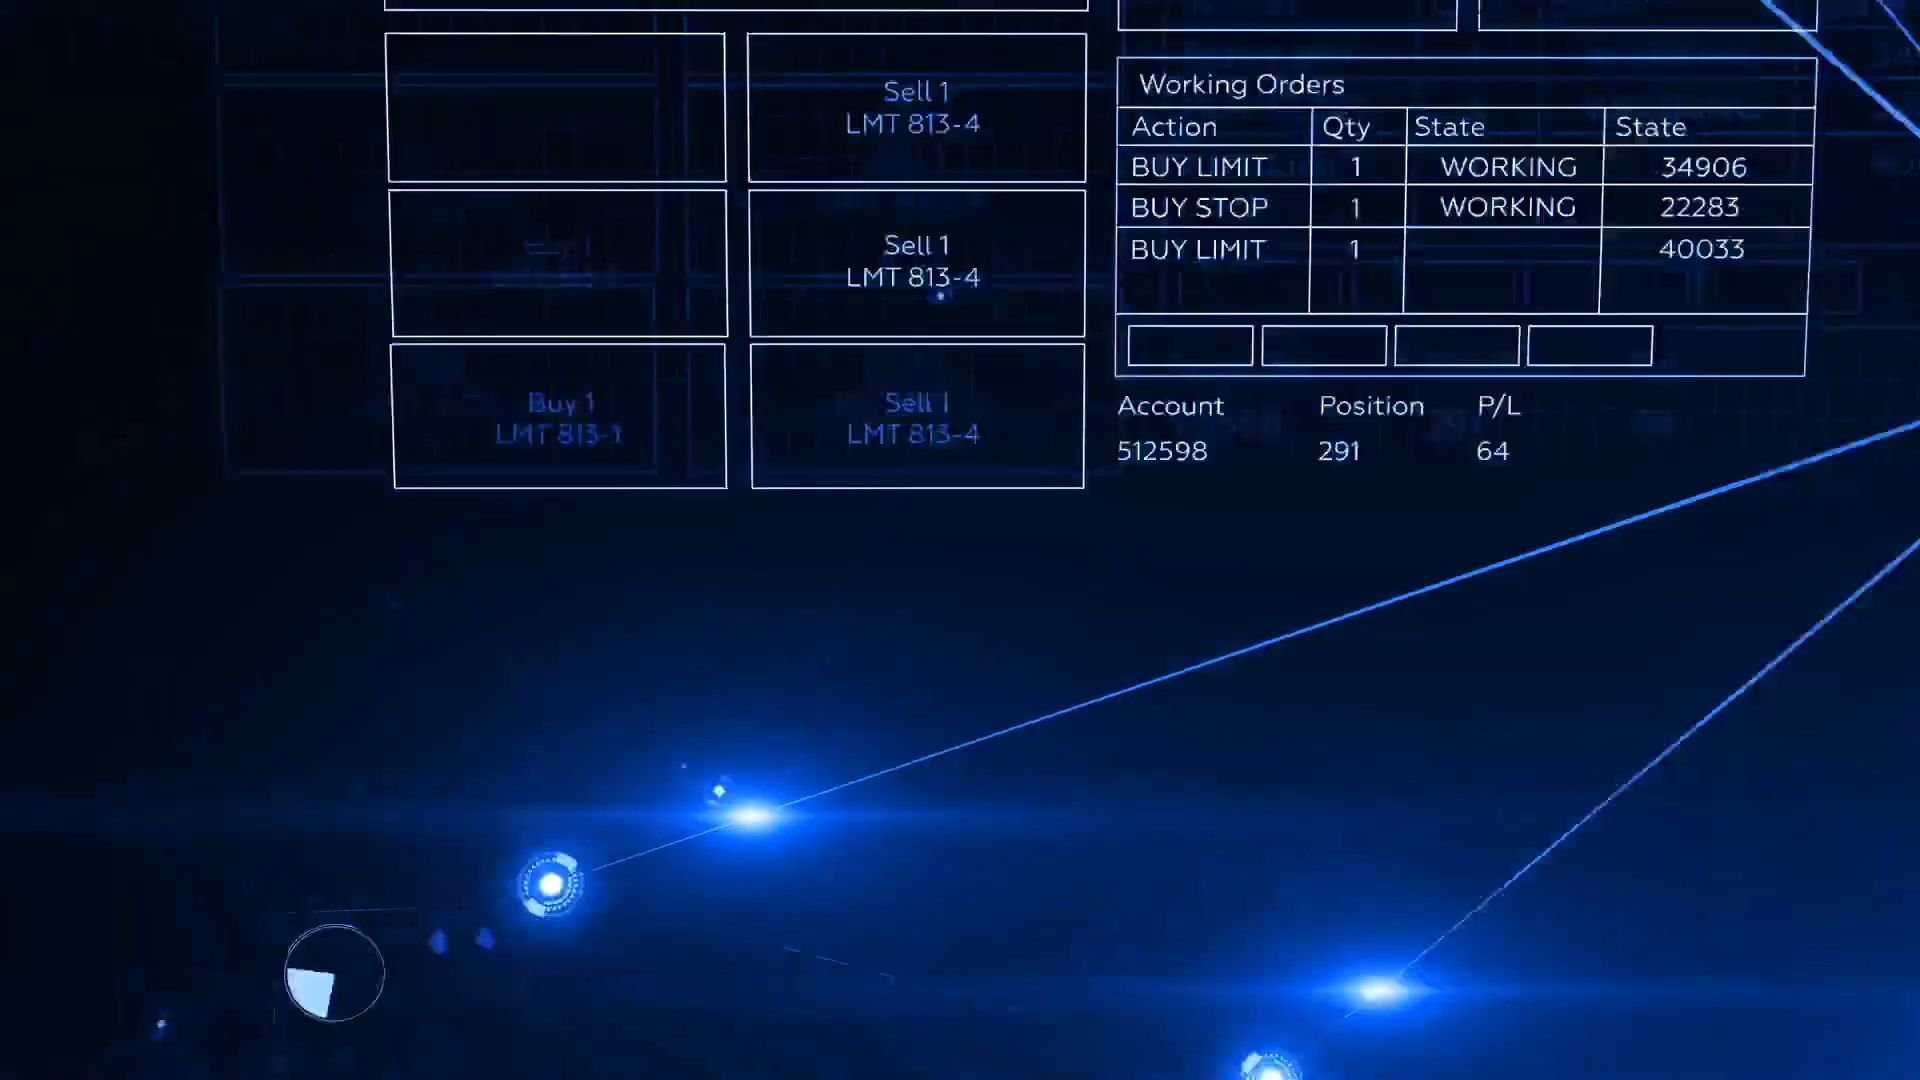 Sell 1
LMT 813-4
Sell 1
LMT 813-4
Buy 1
LMT 813-1
Sell 1
LMT 813-4
Working Orders
Action Qty State State
BUY LIMIT 1 WORKING 34906
BUY STOP 1 WORKING 22283
BUY LIMIT 1 40033
Account Position P/L
512598 291 64